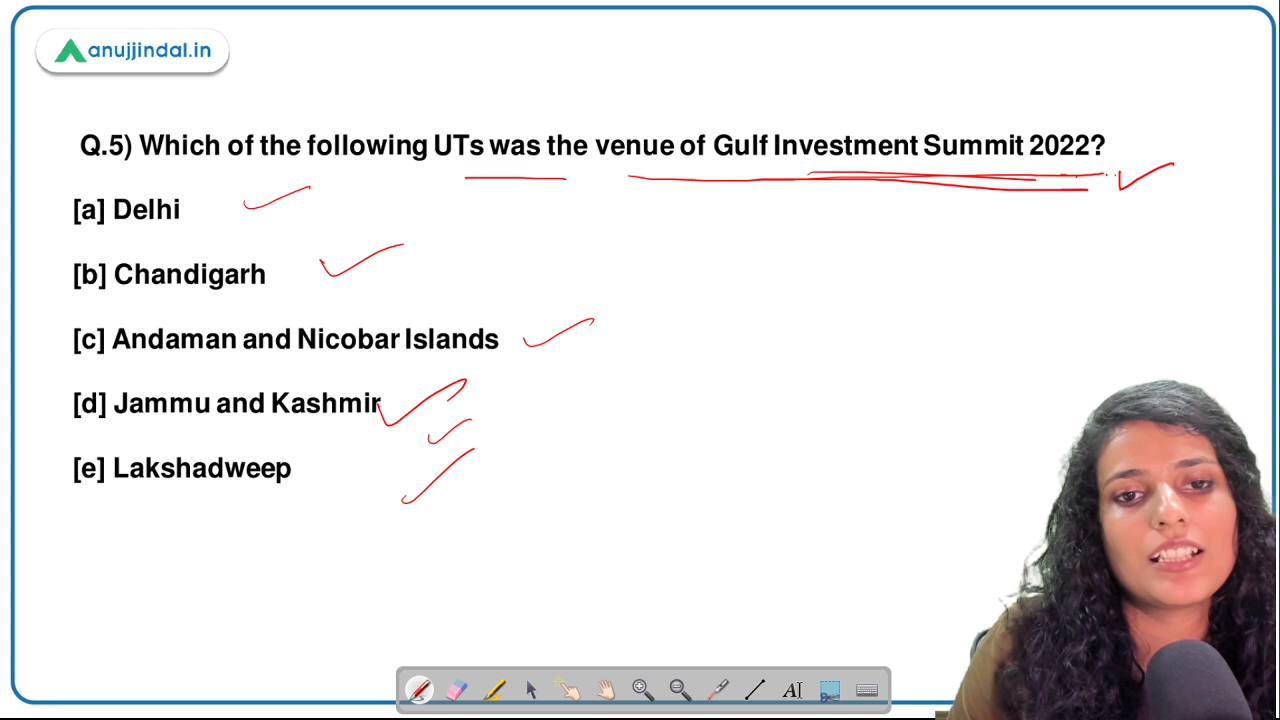 anujjindal.in
Q.5) Which of the following UTs was the venue of Gulf Investment Summit 2022?
[a] Delhi
[b] Chandigarh
[c] Andaman and Nicobar Islands
[d] Jammu and Kashmir
[e] Lakshadweep
AI